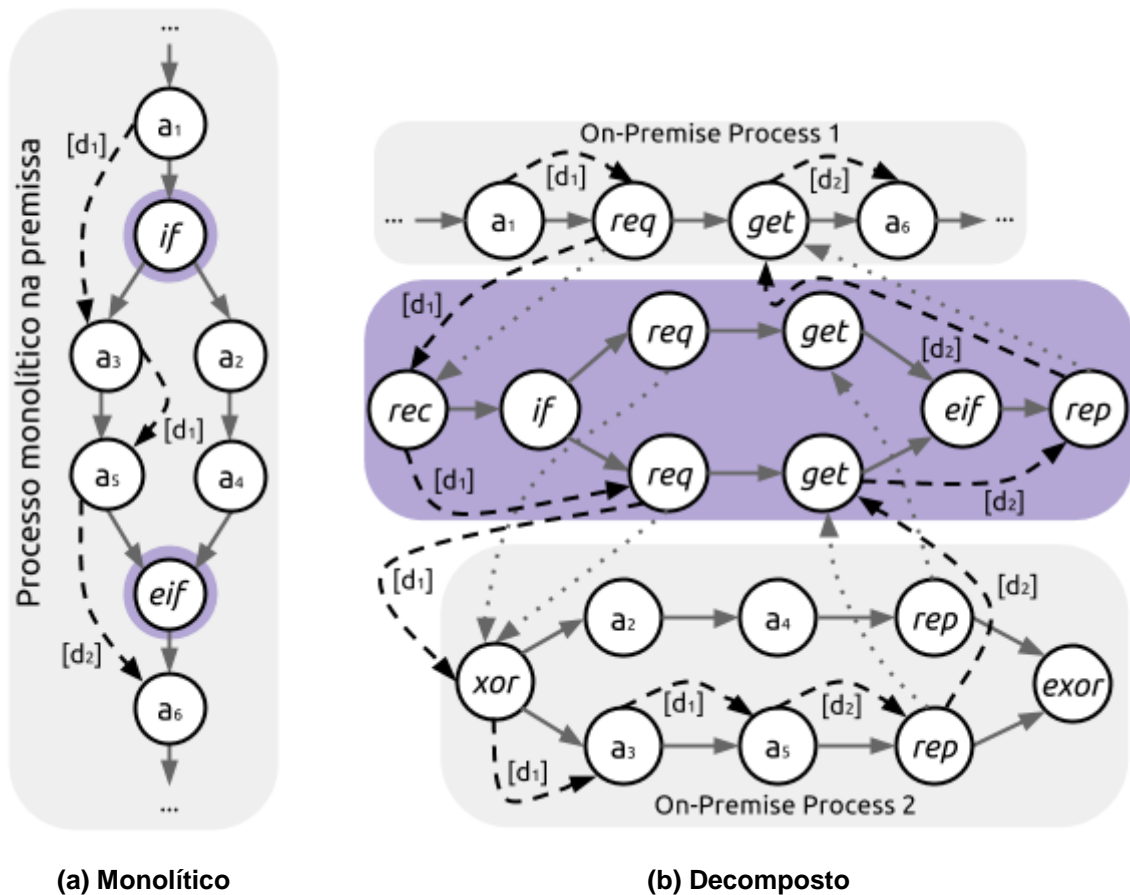 Processo monolítico na premissa
...
a1
[d1]
if
a3
a2
[d1]
a5
a4
eif
[d2]
a6
...
(a) Monolítico
On-Premise Process 1
[d1]
[d2]
...
a1
req
get
a6
...
[d1]
req
get
[d2]
rec
if
eif
rep
[d1]
req
get
[d2]
[d1]
[d2]
a2
a4
rep
xor
exor
[d1]
[d2]
a3
a5
rep
[d1]
On-Premise Process 2
(b) Decomposto